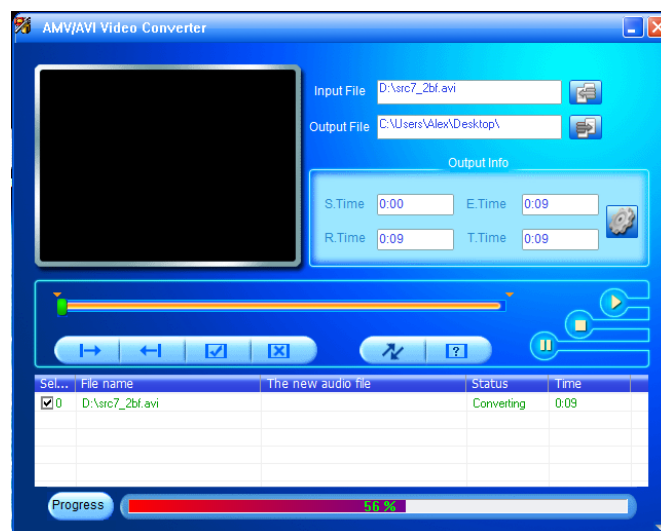 AMV/AVI Video Converter
Input File D:\src7_2bf.avi
Output File C:\Users\Alex\Desktop\
Output Info
S.Time 0:00 E.Time 0:09
R.Time 0:09 T.Time 0:09
Sel... File name The new audio file Status Time
0 D:\src7_2bf.avi Converting 0:09
Progress 56 %